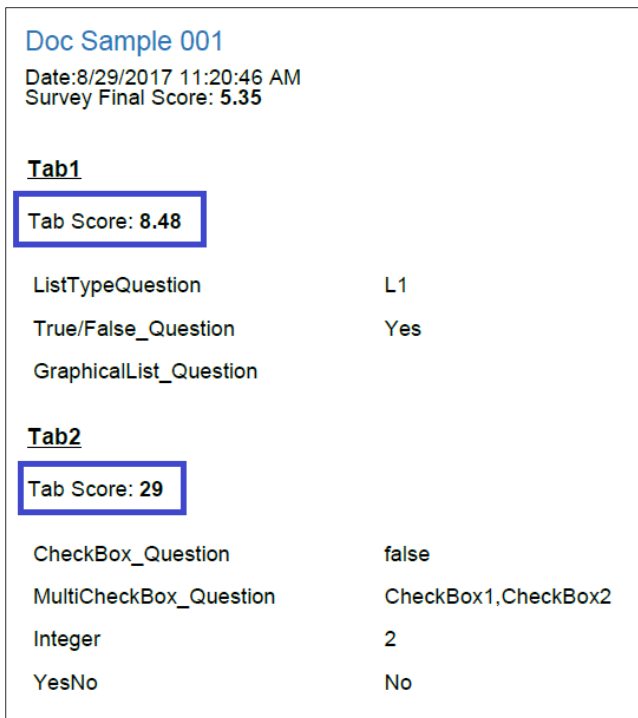 Doc Sample 001
Date:8/29/2017 11:20:46 AM
Survey Final Score: 5.35
Tab1
Tab Score: 8.48
ListTypeQuestion L1
True/False_Question Yes
GraphicalList_Question
Tab2
Tab Score: 29
CheckBox_Question false
MultiCheckBox_Question CheckBox1,CheckBox2
Integer 2
YesNo No